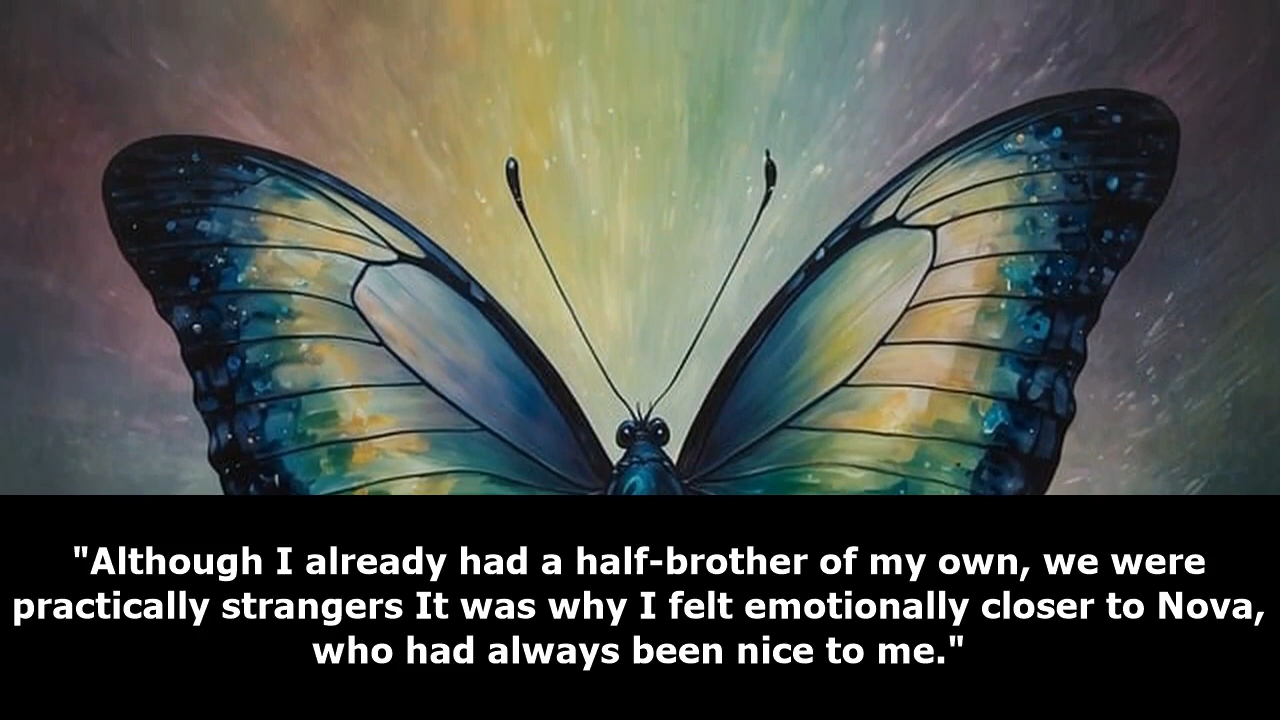 "Although I already had a half-brother of my own, we were
practically strangers It was why I felt emotionally closer to Nova,
who had always been nice to me."